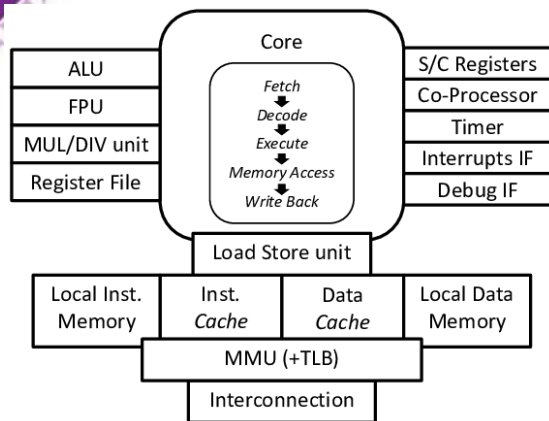 Core
ALU
FPU
MUL/DIV unit
Register File
Fetch
Decode
Execute
Memory Access
Write Back
S/C Registers
Co-Processor
Timer
Interrupts IF
Debug IF
Load Store unit
Local Inst.
Memory
Inst.
Cache
Data
Cache
Local Data
Memory
MMU (+TLB)
Interconnection